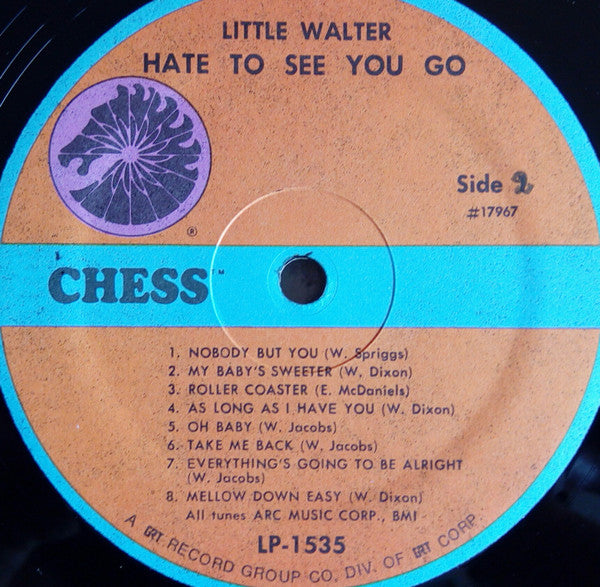 LITTLE WALTER
HATE TO SEE YOU GO
Side 2
#17967
®
CHESS™
1. NOBODY BUT YOU (W. Spriggs)
2. MY BABY'S SWEETER (W. Dixon)
3. ROLLER COASTER (E. McDaniels)
4. AS LONG AS I HAVE YOU (W. Dixon)
5. OH BABY (W. Jacobs)
6. TAKE ME BACK (W. Jacobs)
7. EVERYTHING'S GOING TO BE ALRIGHT
(W. Jacobs)
8. MELLOW DOWN EASY (W. Dixon)
All tunes ARC MUSIC CORP., BMI
LP-1535
A GRT RECORD GROUP CO. DIV. OF GRT CORP.